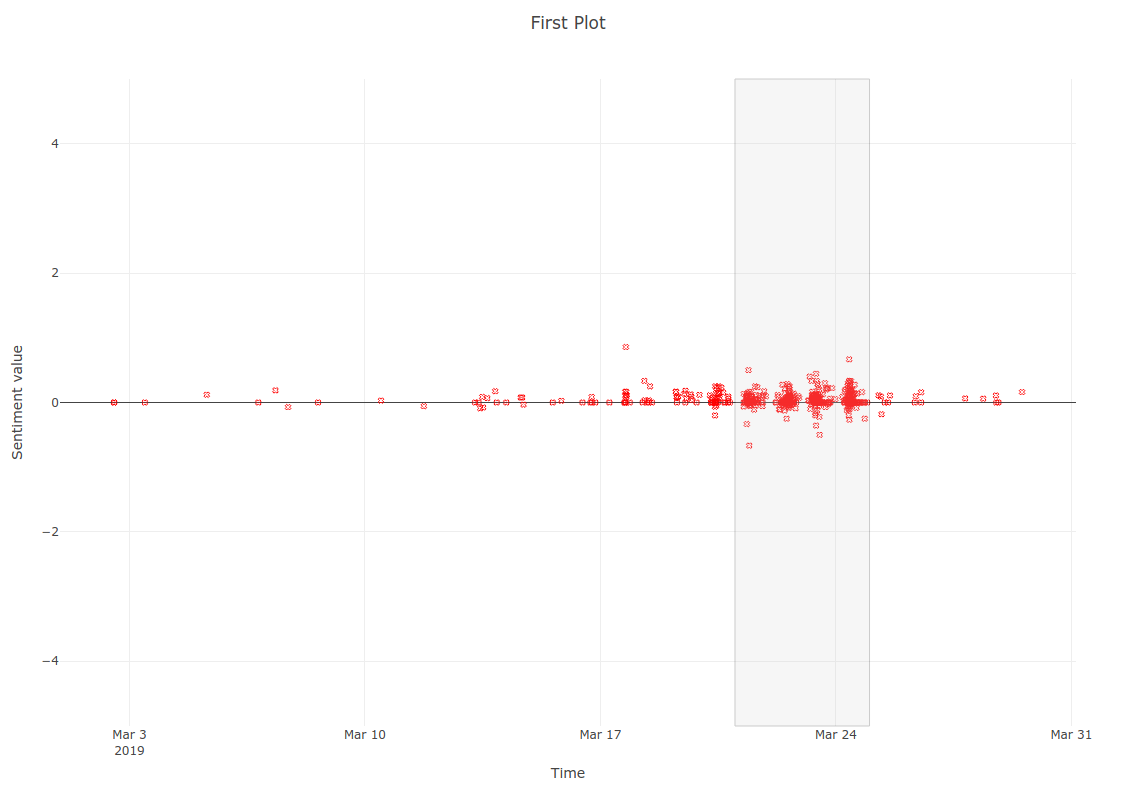 First Plot
Sentiment value
4
2
0
−2
−4
Mar 3
2019
Mar 10
Mar 17
Mar 24
Mar 31
Time